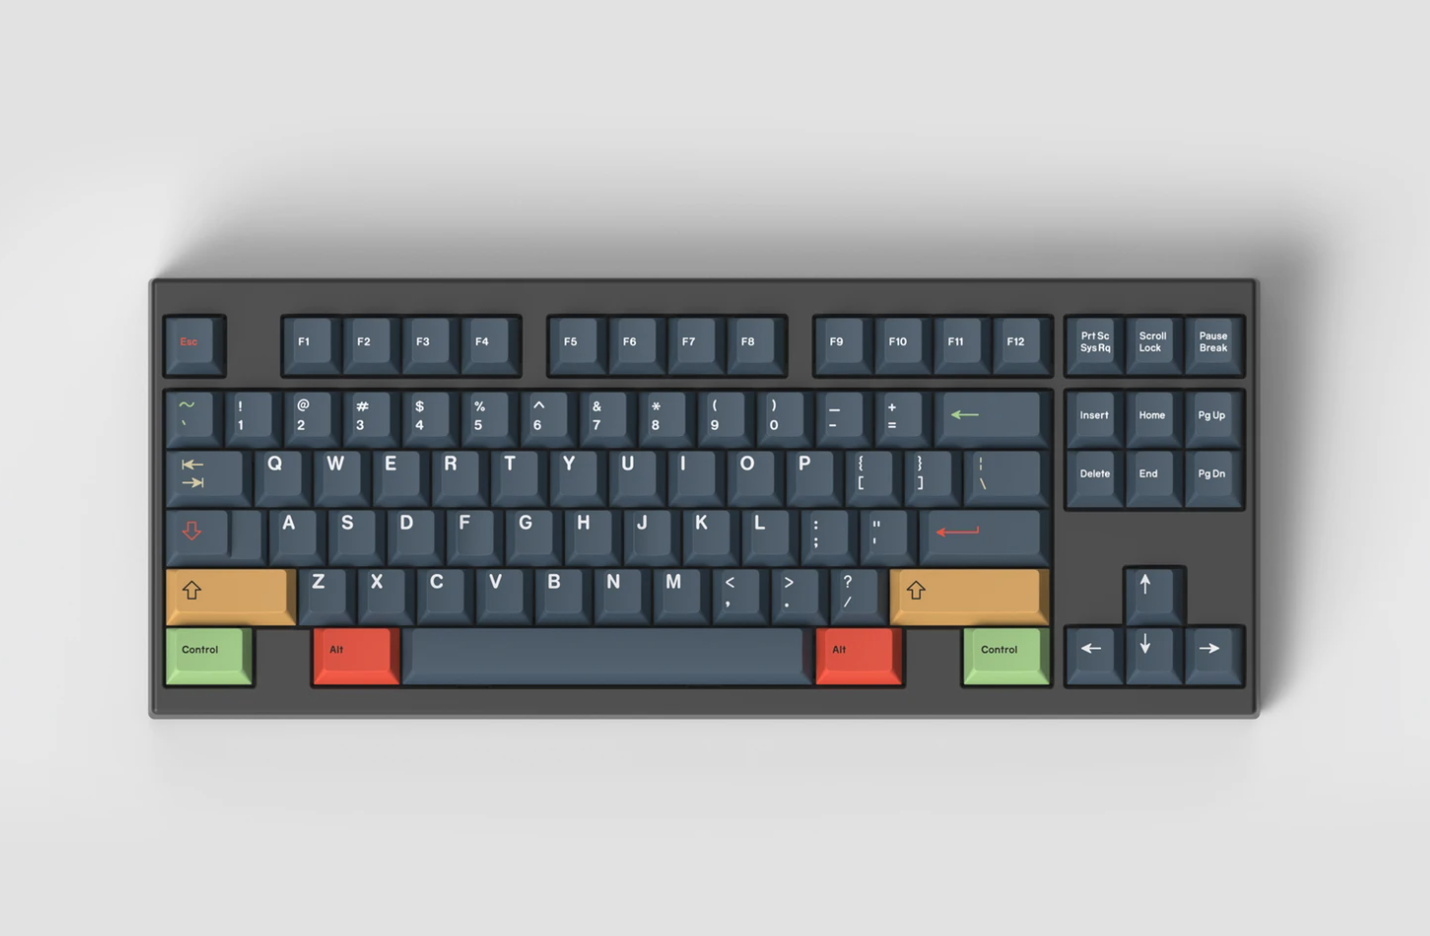 Esc F1 F2 F3 F4 F5 F6 F7 F8 F9 F10 F11 F12 Prt Sc Scroll Pause
Sys Rq Lock Break
~ ! @ # $ % ^ & * ( ) — + ←
` 1 2 3 4 5 6 7 8 9 0 - = Insert Home Pg Up
⇤ Q W E R T Y U I O P { } ¦
⇥ [ ] \ Delete End Pg Dn
⇩ A S D F G H J K L : " ↵
; '
⇧ Z X C V B N M < > ? ⇧ ↑
, . /
Control Alt Alt Control ← ↓ →